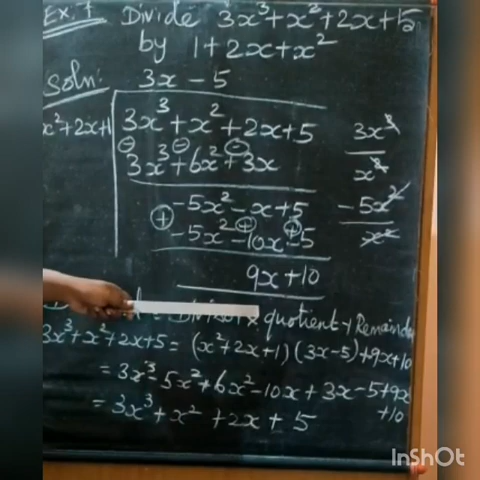 Ex. 7 Divide 3x³+x²+2x+5
by 1+2x+x²
Soln:
3x - 5
x²+2x+1 3x³+x²+2x+5 3x³
⊖ ⊖ ⊖ x²
3x³+6x²+3x
-5x²-x+5 -5x²
⊕ ⊕ ⊕ x²
-5x²-10x-5
9x+10
Divisor x quotient + Remainder
3x³+x²+2x+5 = (x²+2x+1) (3x-5)+9x+10
= 3x³-5x²+6x²-10x+3x-5+9x
+10
= 3x³+x²+2x+5
InShOt